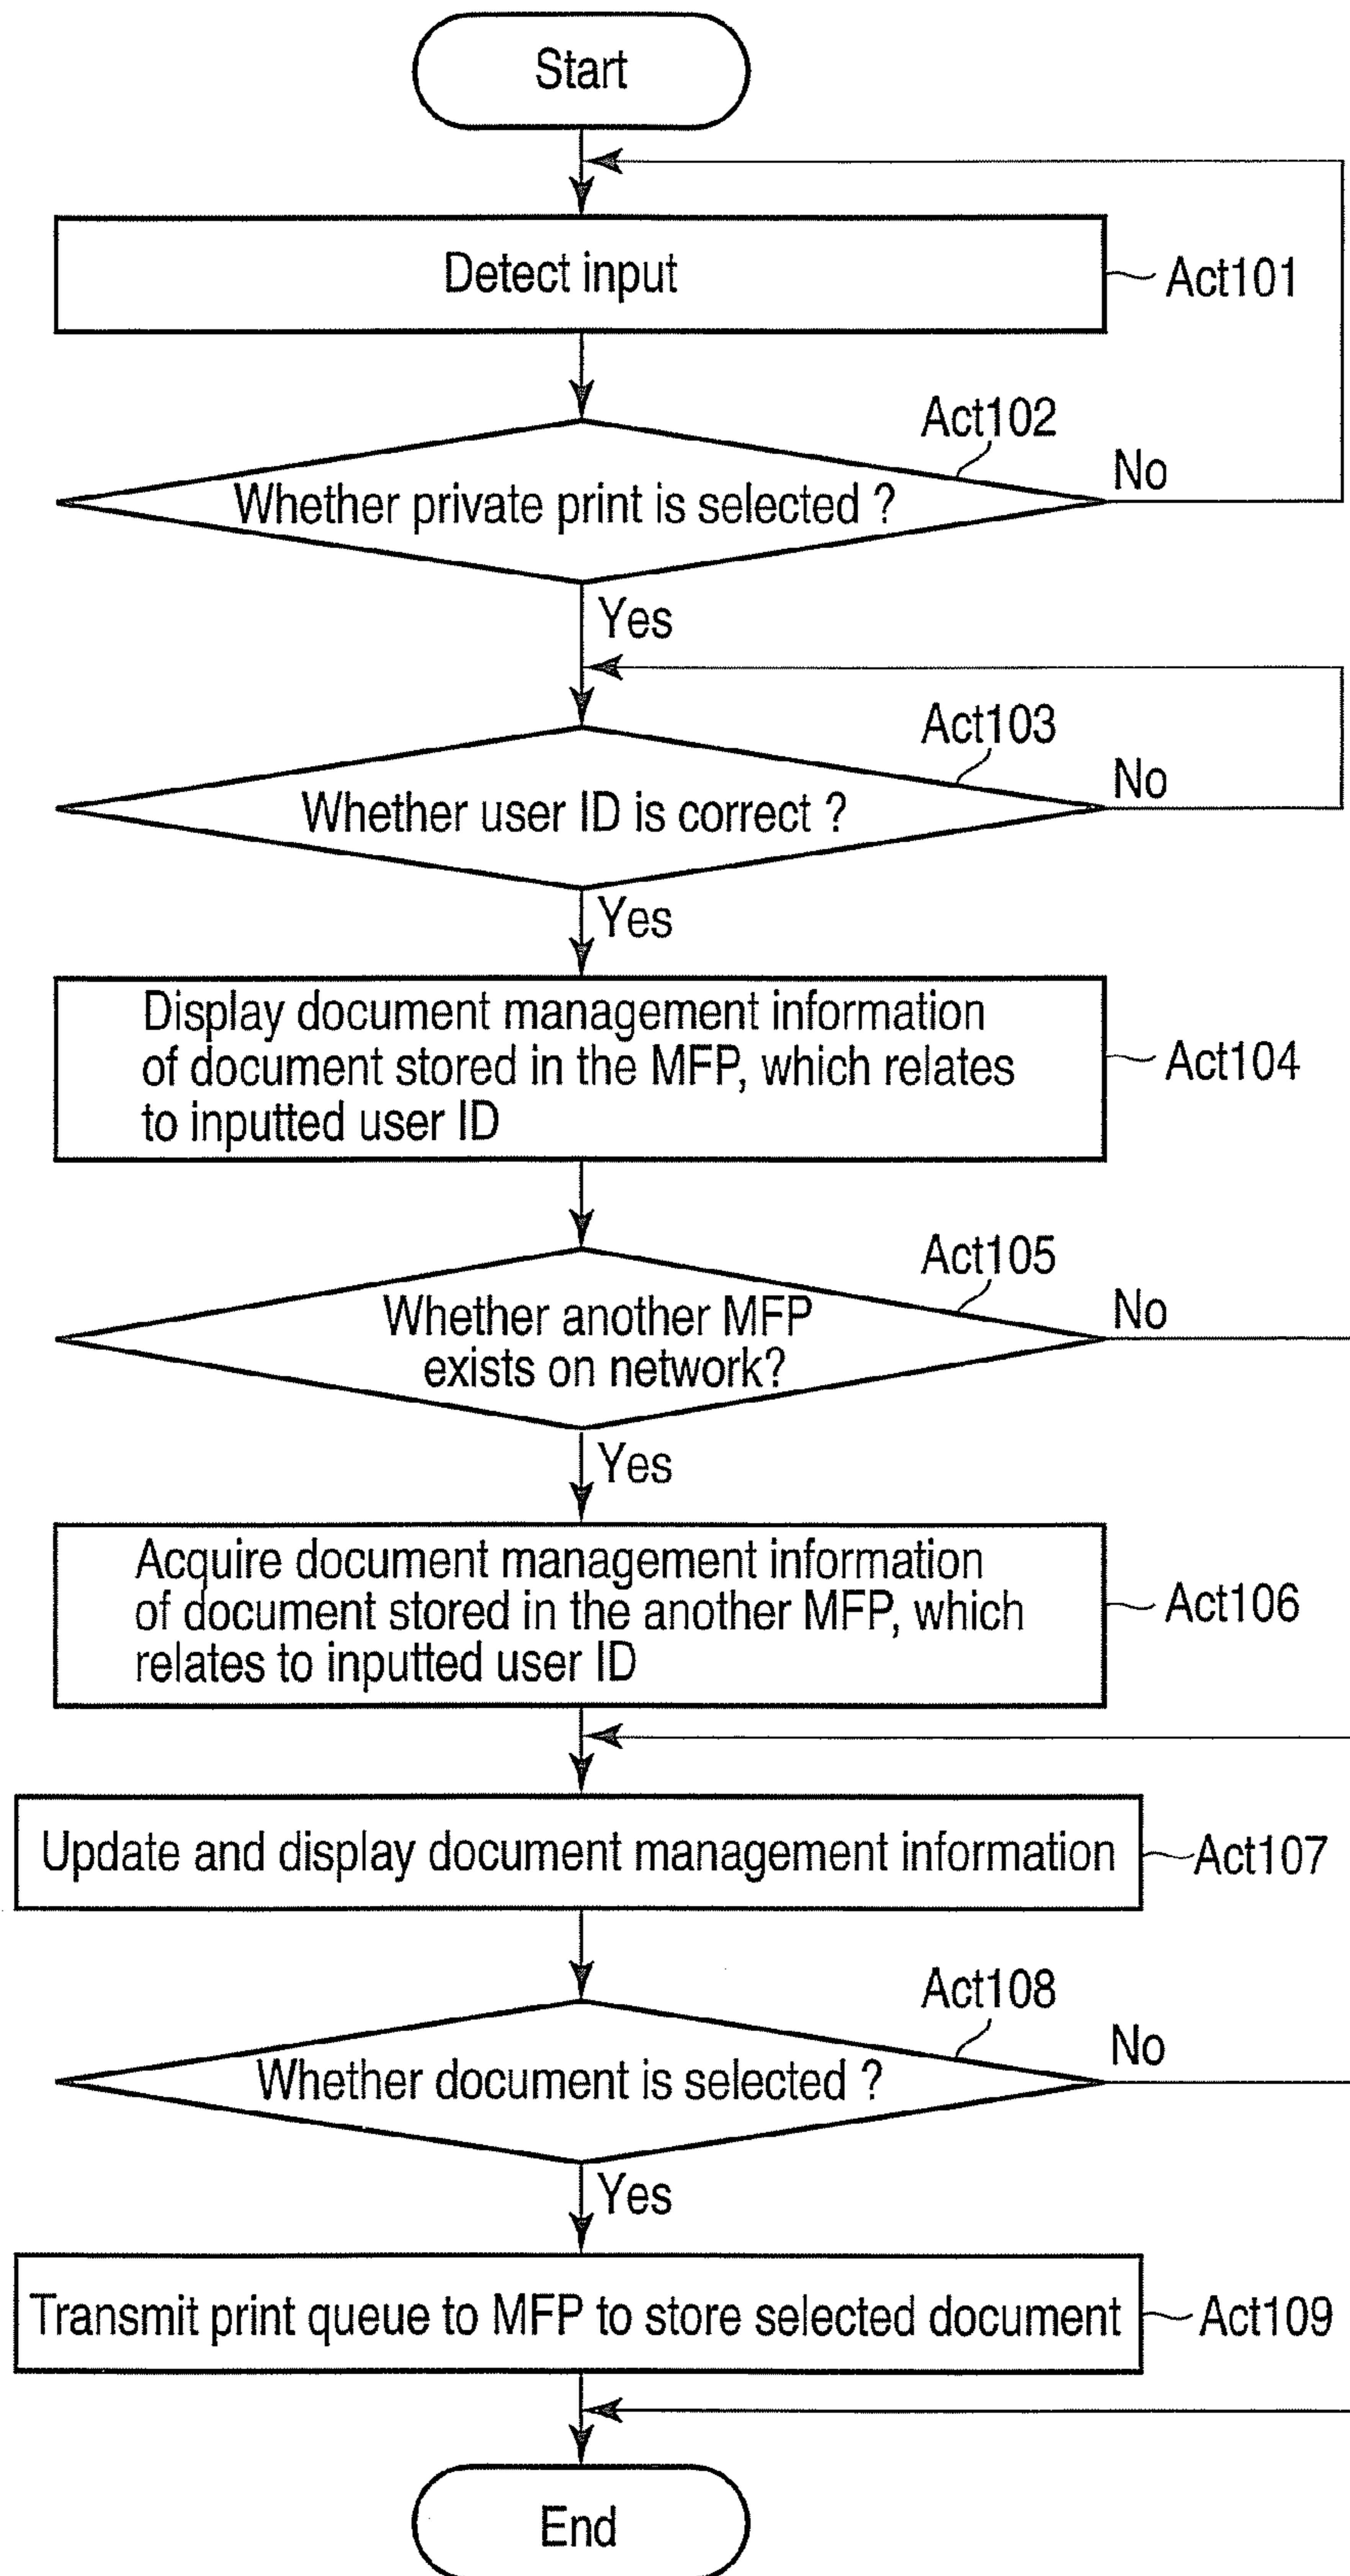 Start
Detect input
Act101
Act102
Whether private print is selected ?
No
Yes
Act103
Whether user ID is correct ?
No
Yes
Display document management information
of document stored in the MFP, which relates
to inputted user ID
Act104
Act105
Whether another MFP
exists on network?
No
Yes
Acquire document management information
of document stored in the another MFP, which
relates to inputted user ID
Act106
Update and display document management information
Act107
Act108
Whether document is selected ?
No
Yes
Transmit print queue to MFP to store selected document
Act109
End